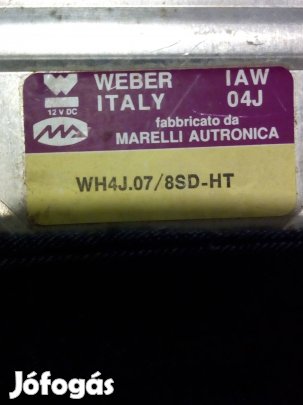 WEBER IAW
12 V DC ITALY 04J
fabbricato da
MARELLI AUTRONICA
WH4J.07/8SD-HT
Jófogás